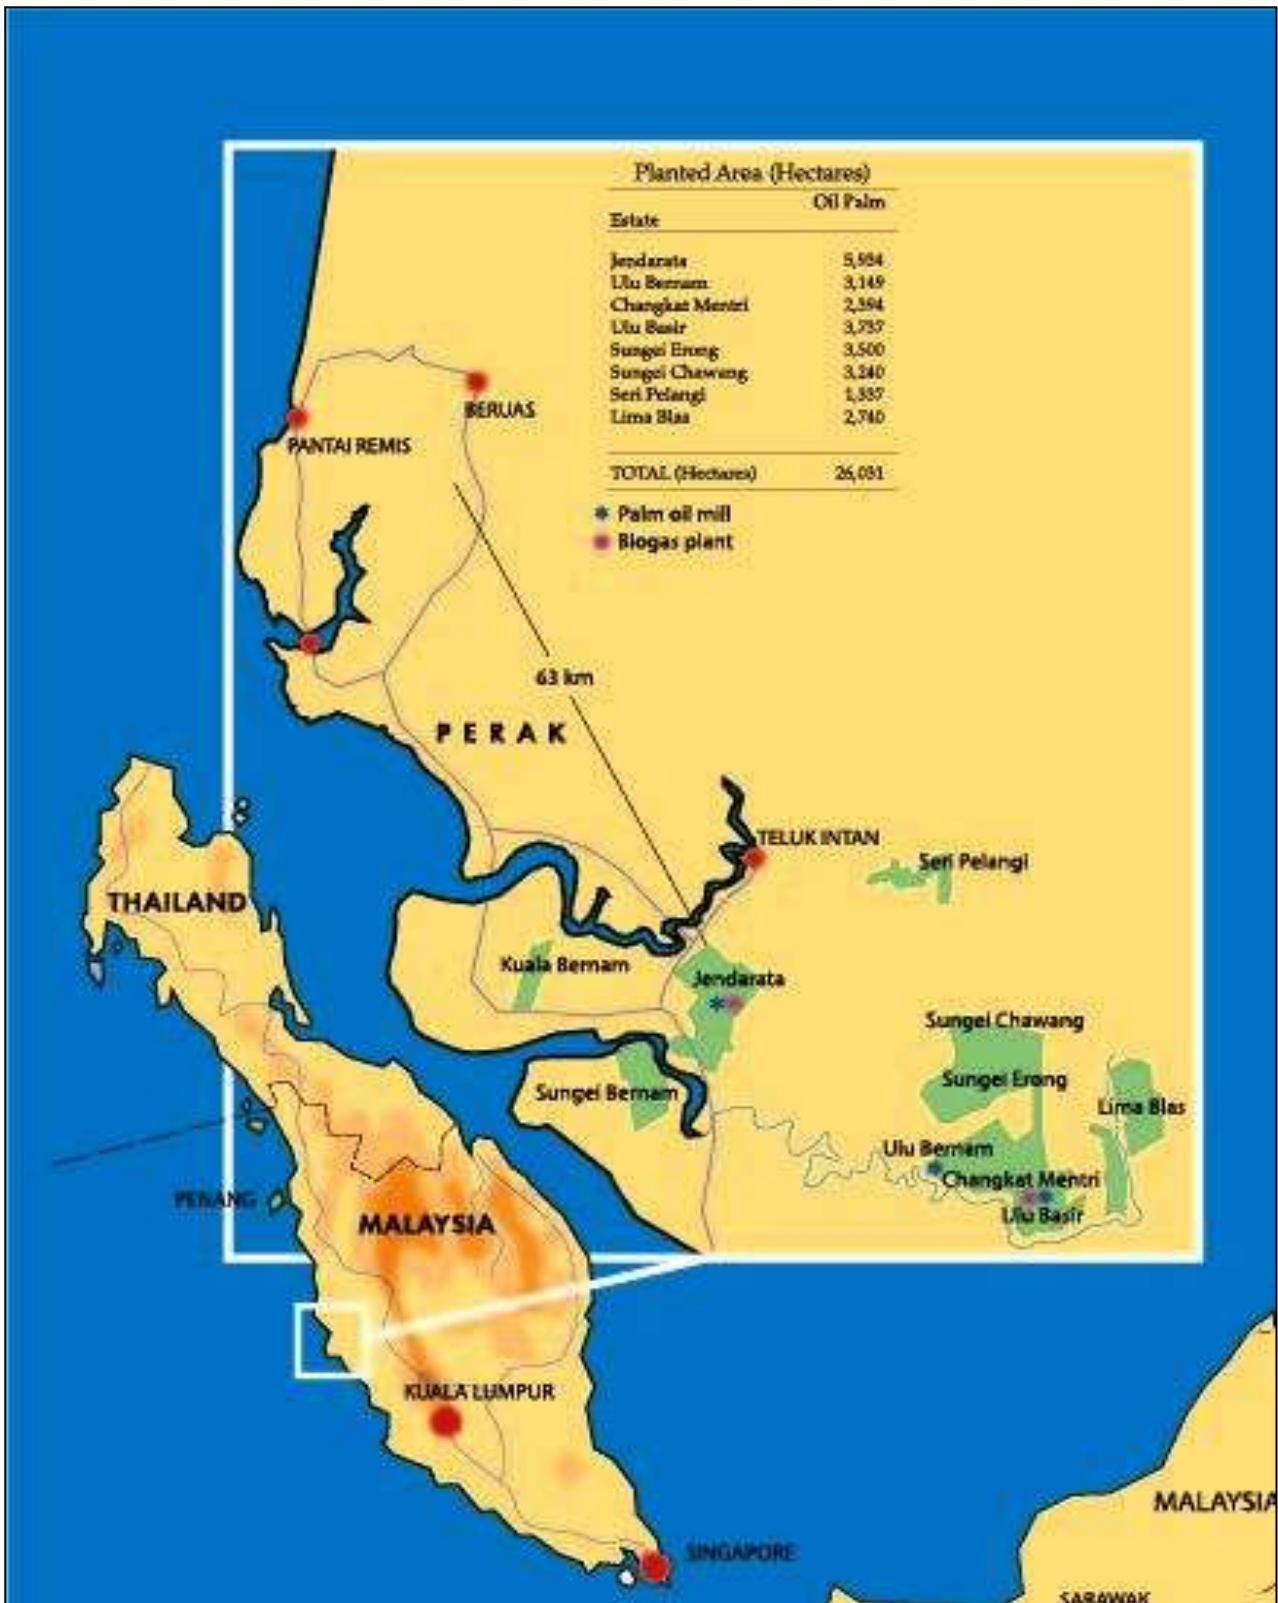 Planted Area (Hectares)
Oil Palm
Estate
Jendarata 5,934
Ulu Bernam 3,149
Changkat Mentri 2,394
Ulu Basir 3,737
Sungei Erong 3,500
Sungei Chawang 3,240
Seri Pelangi 1,337
Lima Blas 2,740
TOTAL (Hectares) 26,031
Palm oil mill
Biogas plant
BERUAS
PANTAI REMIS
63 km
PERAK
TELUK INTAN
Seri Pelangi
THAILAND
Kuala Bernam
Jendarata
Sungei Chawang
Sungei Erong
Sungei Bernam
Lima Blas
Ulu Bernam
Changkat Mentri
Ulu Basir
PENANG
MALAYSIA
KUALA LUMPUR
MALAYSIA
SINGAPORE
SARAWAK